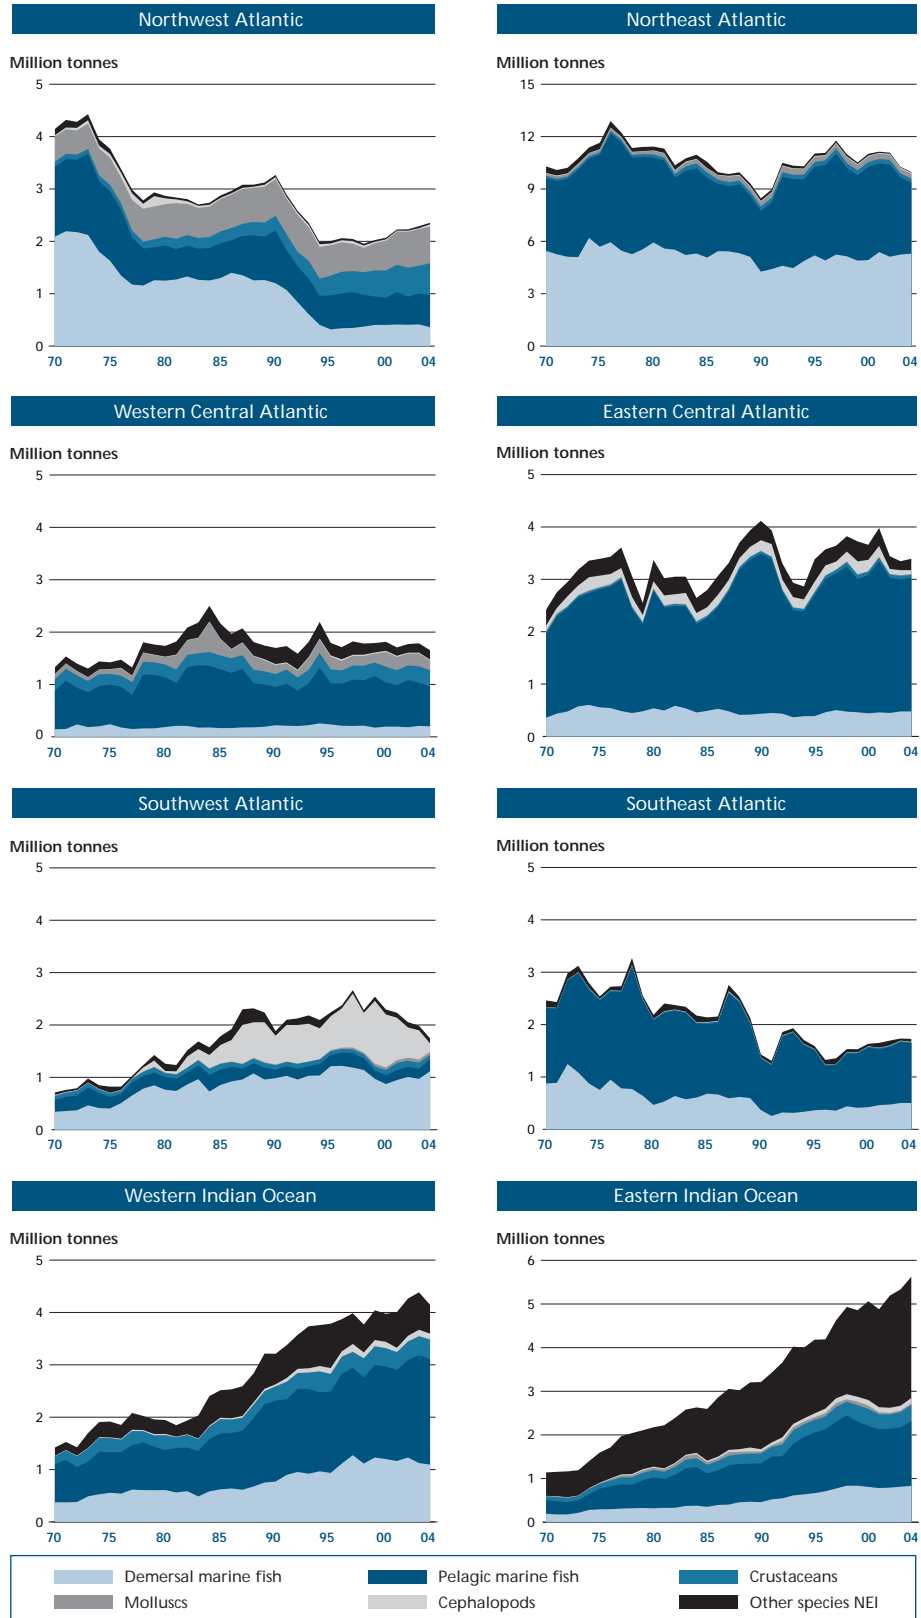 Northwest Atlantic
Northeast Atlantic
Million tonnes
Million tonnes
5
4
3
2
1
0
70 75 80 85 90 95 00 04
15
12
9
6
3
0
70 75 80 85 90 95 00 04
Western Central Atlantic
Eastern Central Atlantic
Million tonnes
Million tonnes
5
4
3
2
1
0
70 75 80 85 90 95 00 04
5
4
3
2
1
0
70 75 80 85 90 95 00 04
Southwest Atlantic
Southeast Atlantic
Million tonnes
Million tonnes
5
4
3
2
1
0
70 75 80 85 90 95 00 04
5
4
3
2
1
0
70 75 80 85 90 95 00 04
Western Indian Ocean
Eastern Indian Ocean
Million tonnes
Million tonnes
5
4
3
2
1
0
70 75 80 85 90 95 00 04
6
5
4
3
2
1
0
70 75 80 85 90 95 00 04
Demersal marine fish Pelagic marine fish Crustaceans
Molluscs Cephalopods Other species NEI